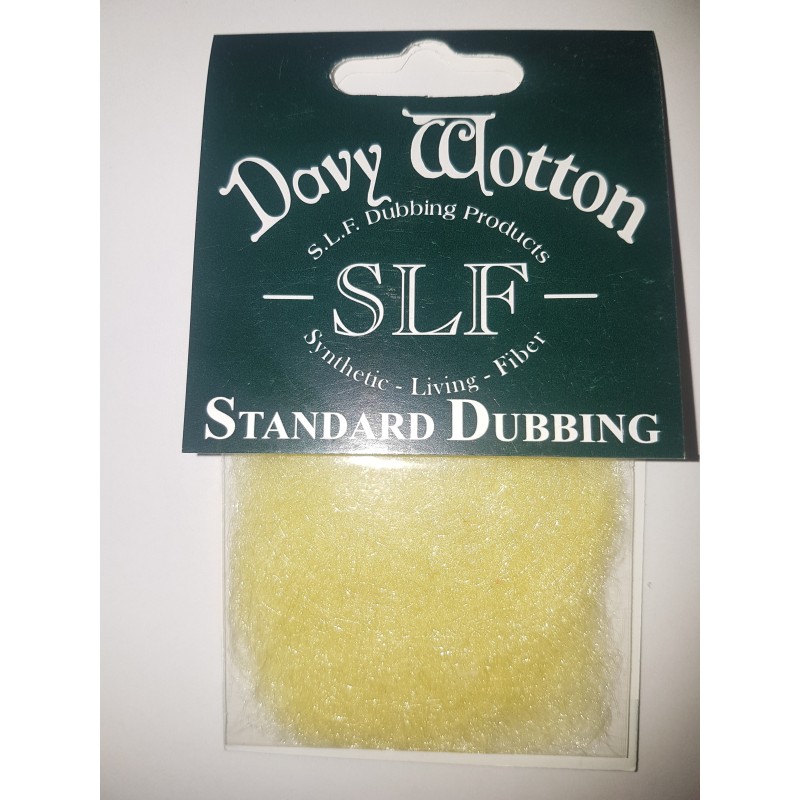 Davy Wotton
S.L.F. Dubbing Products
- SLF -
Synthetic - Living - Fiber
STANDARD DUBBING